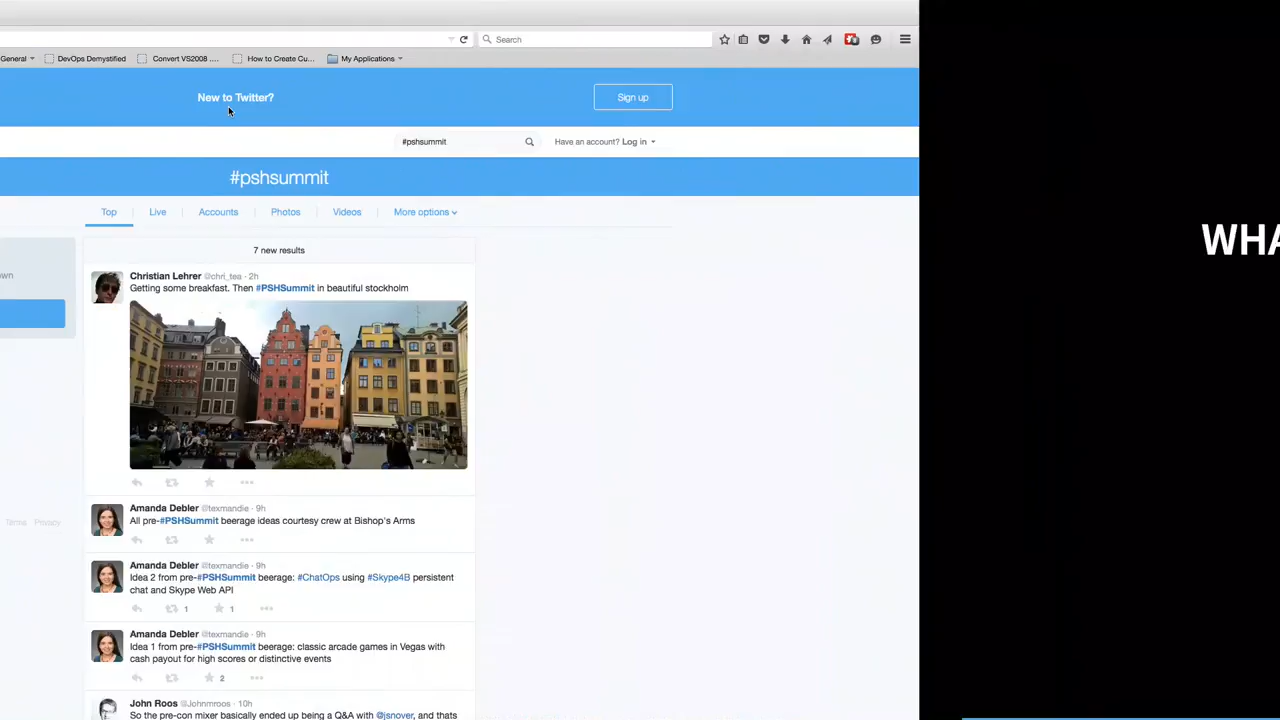 Search
General
DevOps Demystified
Convert VS2008 ....
How to Create Cu...
My Applications
New to Twitter?
Sign up
#pshsummit
Have an account? Log in
#pshsummit
Top
Live
Accounts
Photos
Videos
More options
WHA
7 new results
own
Christian Lehrer @chri_tea · 2h
Getting some breakfast. Then #PSHSummit in beautiful stockholm
Amanda Debler @texmandie · 9h
All pre-#PSHSummit beerage ideas courtesy crew at Bishop's Arms
Terms Privacy
Amanda Debler @texmandie · 9h
Idea 2 from pre-#PSHSummit beerage: #ChatOps using #Skype4B persistent
chat and Skype Web API
1
1
Amanda Debler @texmandie · 9h
Idea 1 from pre-#PSHSummit beerage: classic arcade games in Vegas with
cash payout for high scores or distinctive events
2
John Roos @Johnmroos · 10h
So the pre-con mixer basically ended up being a Q&A with @jsnover, and thats